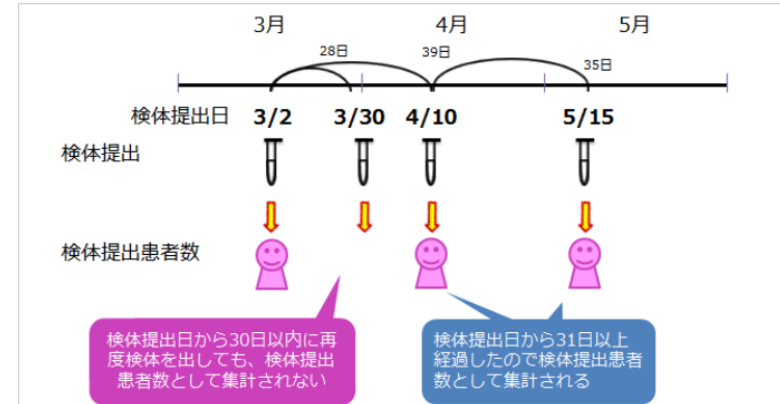 3月 4月 5月
28日 39日 35日
検体提出日 3/2 3/30 4/10 5/15
検体提出
検体提出患者数
検体提出日から30日以内に再
度検体を出しても、検体提出
患者数として集計されない
検体提出日から31日以上
経過したので検体提出患者
数として集計される